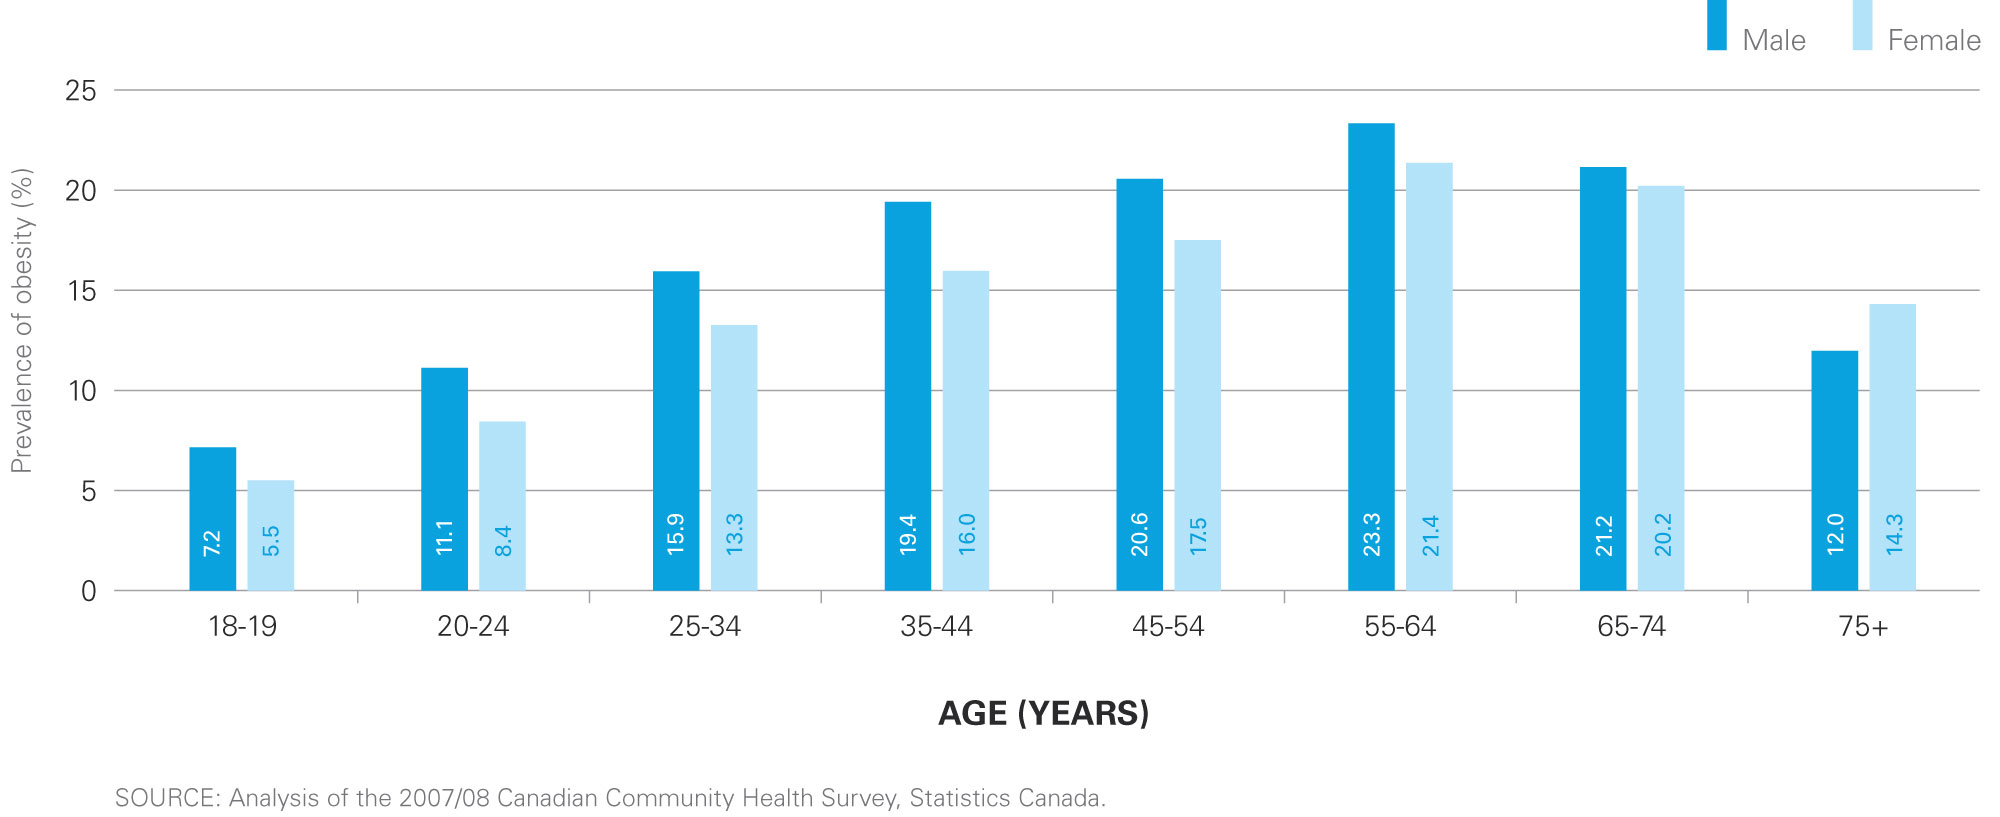 Male Female
25
20
15
10
5
0
Prevalence of obesity (%)
7.2 5.5 11.1 8.4 15.9 13.3 19.4 16.0 20.6 17.5 23.3 21.4 21.2 20.2 12.0 14.3
18-19 20-24 25-34 35-44 45-54 55-64 65-74 75+
AGE (YEARS)
SOURCE: Analysis of the 2007/08 Canadian Community Health Survey, Statistics Canada.